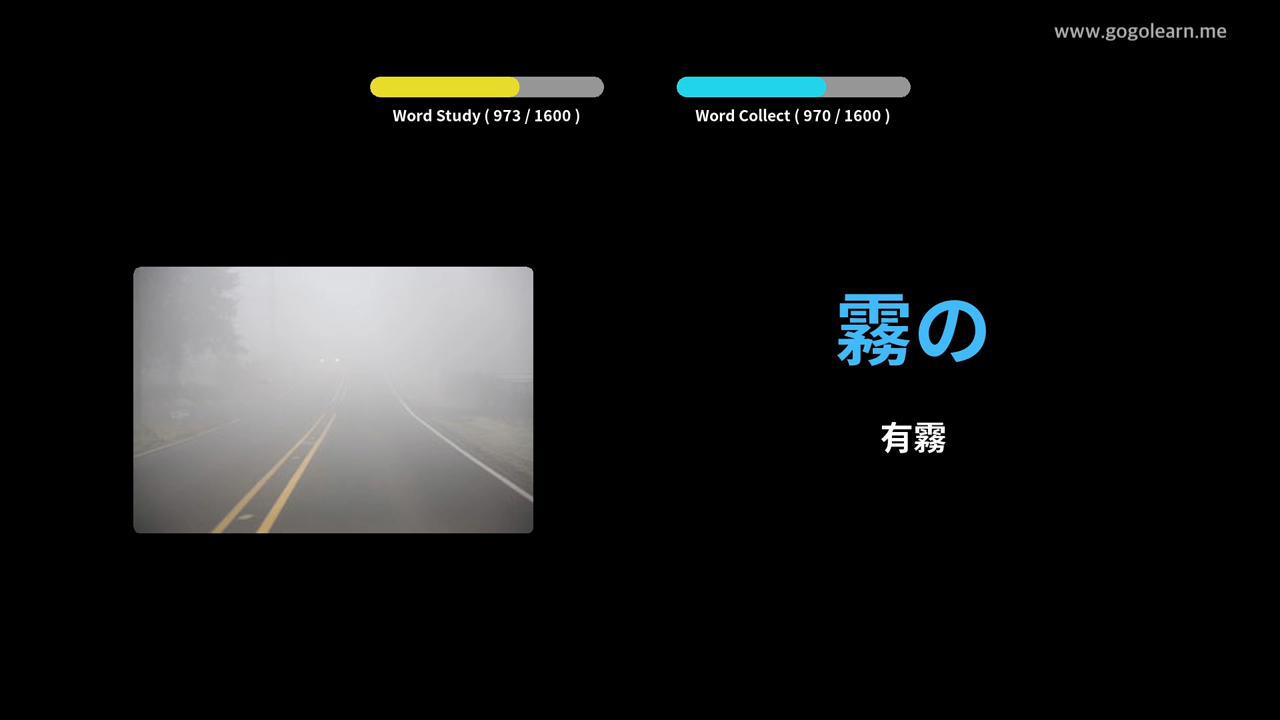 www.gogolearn.me
Word Study ( 973 / 1600 )
Word Collect ( 970 / 1600 )
霧の
有霧